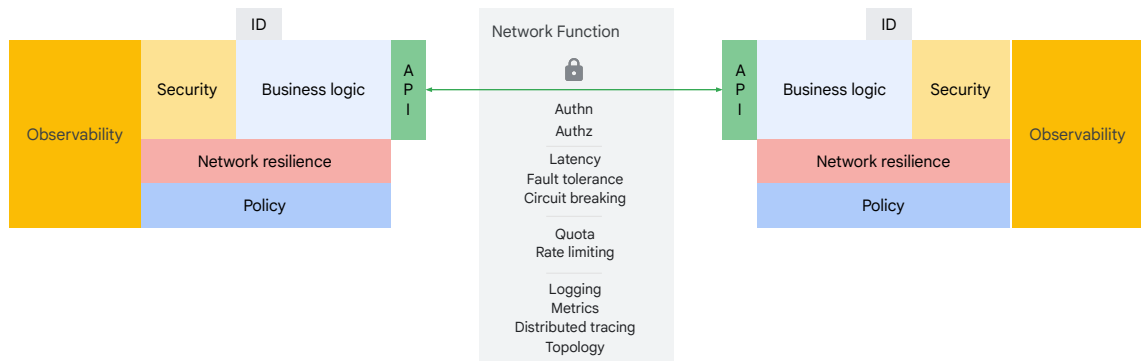 ID
Observability
Security
Business logic
A
P
I
Network resilience
Policy
Network Function
Authn
Authz
Latency
Fault tolerance
Circuit breaking
Quota
Rate limiting
Logging
Metrics
Distributed tracing
Topology
ID
A
P
I
Business logic
Security
Observability
Network resilience
Policy